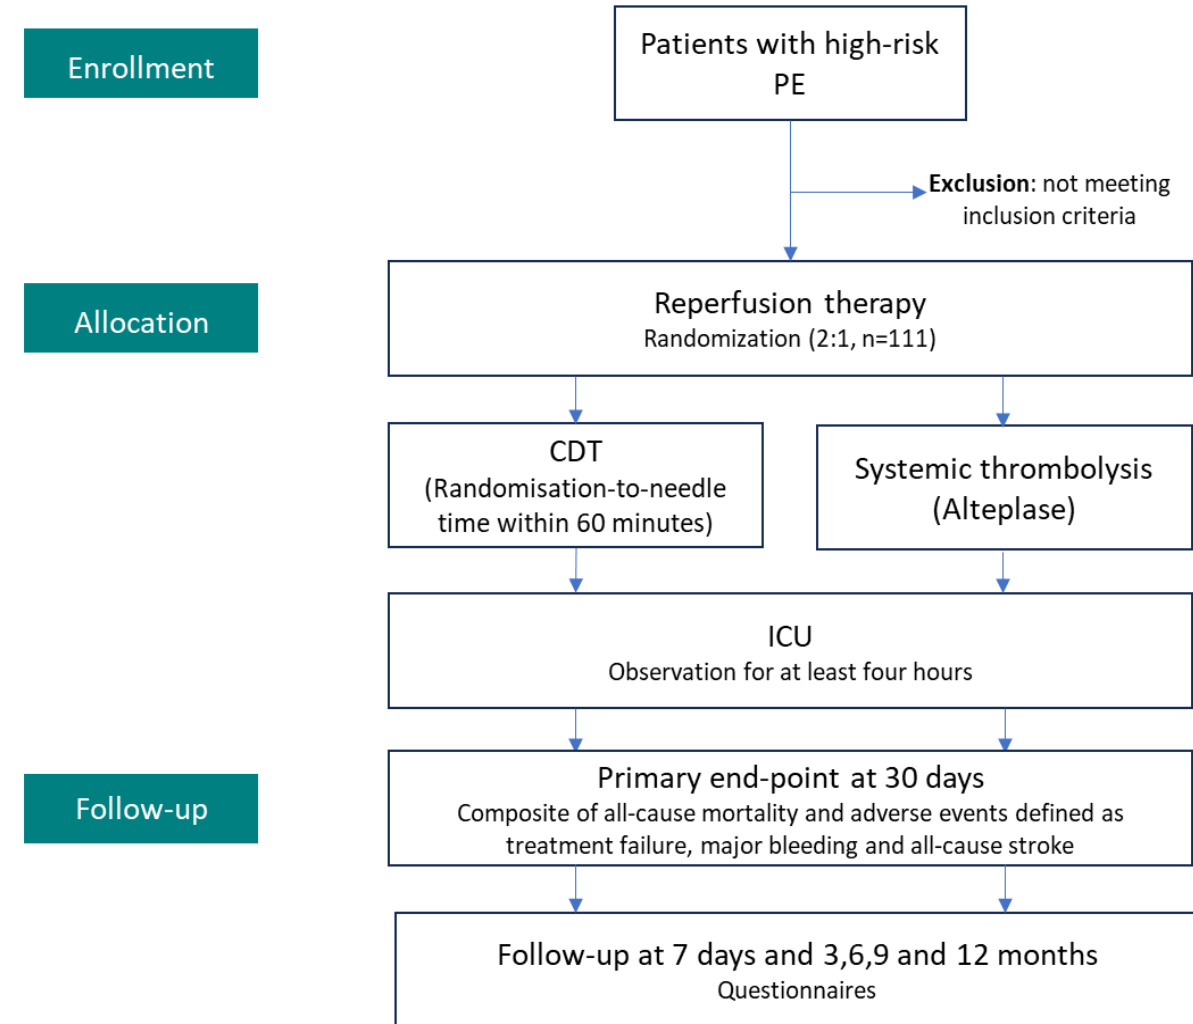 Enrollment
Patients with high-risk
PE
Exclusion: not meeting
inclusion criteria
Allocation
Reperfusion therapy
Randomization (2:1, n=111)
CDT
(Randomisation-to-needle
time within 60 minutes)
Systemic thrombolysis
(Alteplase)
ICU
Observation for at least four hours
Follow-up
Primary end-point at 30 days
Composite of all-cause mortality and adverse events defined as
treatment failure, major bleeding and all-cause stroke
Follow-up at 7 days and 3,6,9 and 12 months
Questionnaires